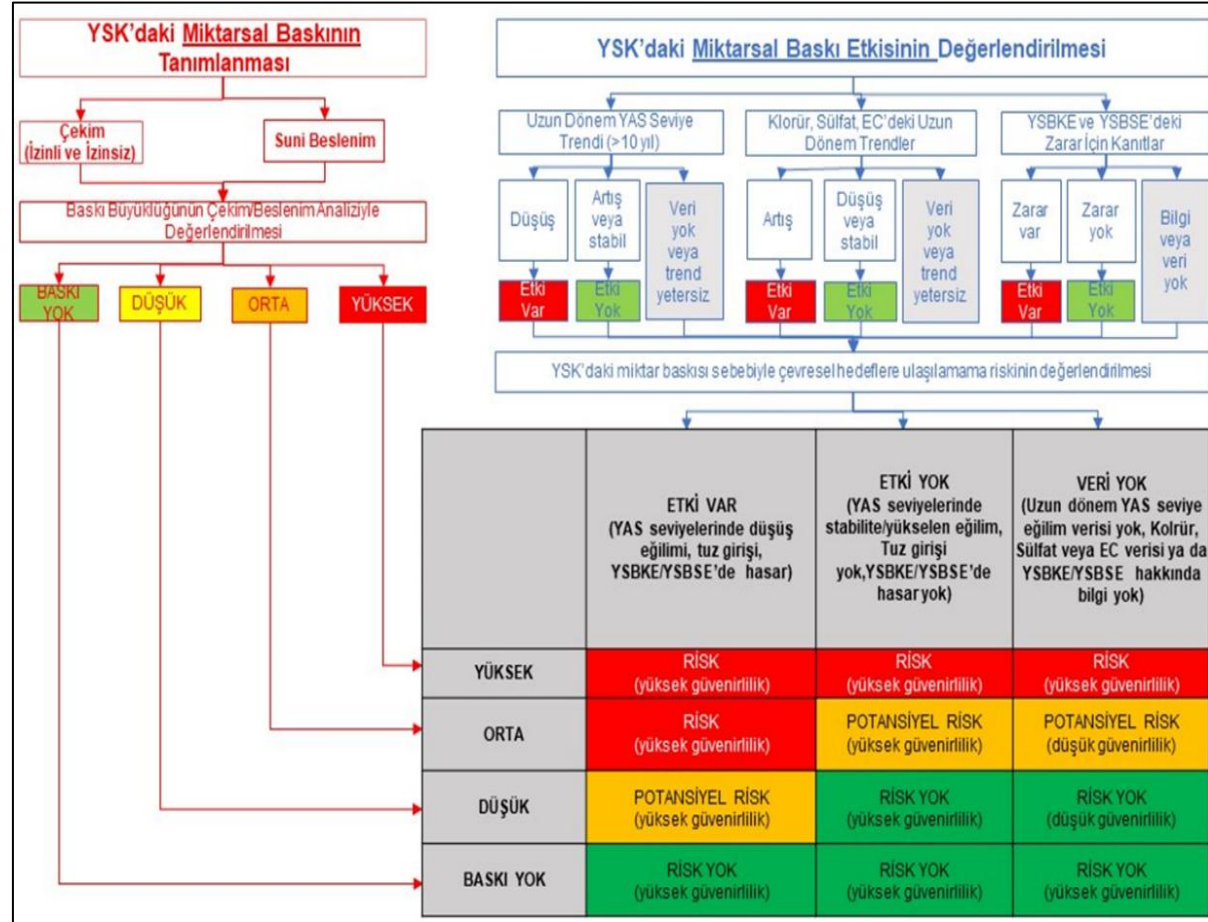 YSK'daki Miktarsal Baskının
Tanımlanması
Çekim
(İzinli ve İzinsiz)
Suni Beslenim
Baskı Büyüklüğünün Çekim/Beslenim Analiziyle
Değerlendirilmesi
BASKI
YOK
DÜŞÜK
ORTA
YÜKSEK
YSK'daki Miktarsal Baskı Etkisinin Değerlendirilmesi
Uzun Dönem YAS Seviye
Trendi (>10 yıl)
Klorür, Sülfat, EC'deki Uzun
Dönem Trendler
YSBKE ve YSBSE'deki
Zarar İçin Kanıtlar
Düşüş
Artış
veya
stabil
Veri
yok
veya
trend
yetersiz
Artış
Düşüş
veya
stabil
Veri
yok
veya
trend
yetersiz
Zarar
var
Zarar
yok
Bilgi
veya
veri
yok
Etki
Var
Etki
Yok
Etki
Var
Etki
Yok
Etki
Var
Etki
Yok
YSK'daki miktar baskısı sebebiyle çevresel hedeflere ulaşılamama riskinin değerlendirilmesi
ETKİ VAR
(YAS seviyelerinde düşüş
eğilimi, tuz girişi,
YSBKE/YSBSE'de hasar)
ETKİ YOK
(YAS seviyelerinde
stabilite/yükselen eğilim,
Tuz girişi
yok,YSBKE/YSBSE'de
hasar yok)
VERİ YOK
(Uzun dönem YAS seviye
eğilim verisi yok, Kolrür,
Sülfat veya EC verisi ya da
YSBKE/YSBSE hakkında
bilgi yok)
YÜKSEK
RİSK
(yüksek güvenirlilik)
RİSK
(yüksek güvenirlilik)
RİSK
(yüksek güvenirlilik)
ORTA
RİSK
(yüksek güvenirlilik)
POTANSİYEL RİSK
(yüksek güvenirlilik)
POTANSİYEL RİSK
(düşük güvenirlilik)
DÜŞÜK
POTANSİYEL RİSK
(yüksek güvenirlilik)
RİSK YOK
(yüksek güvenirlilik)
RİSK YOK
(düşük güvenirlilik)
BASKI YOK
RİSK YOK
(yüksek güvenirlilik)
RİSK YOK
(yüksek güvenirlilik)
RİSK YOK
(yüksek güvenirlilik)